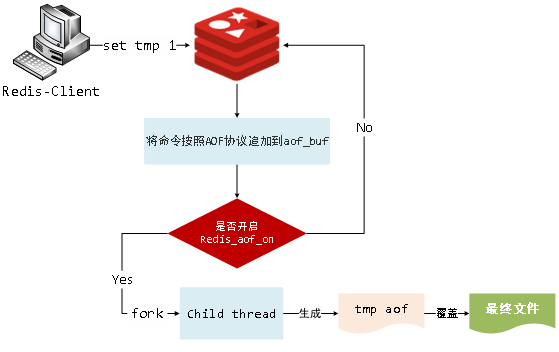 set tmp 1
Redis-Client
将命令按照AOF协议追加到aof_buf
No
是否开启
Redis_aof_on
Yes
fork
Child thread
生成
tmp aof
覆盖
最终文件